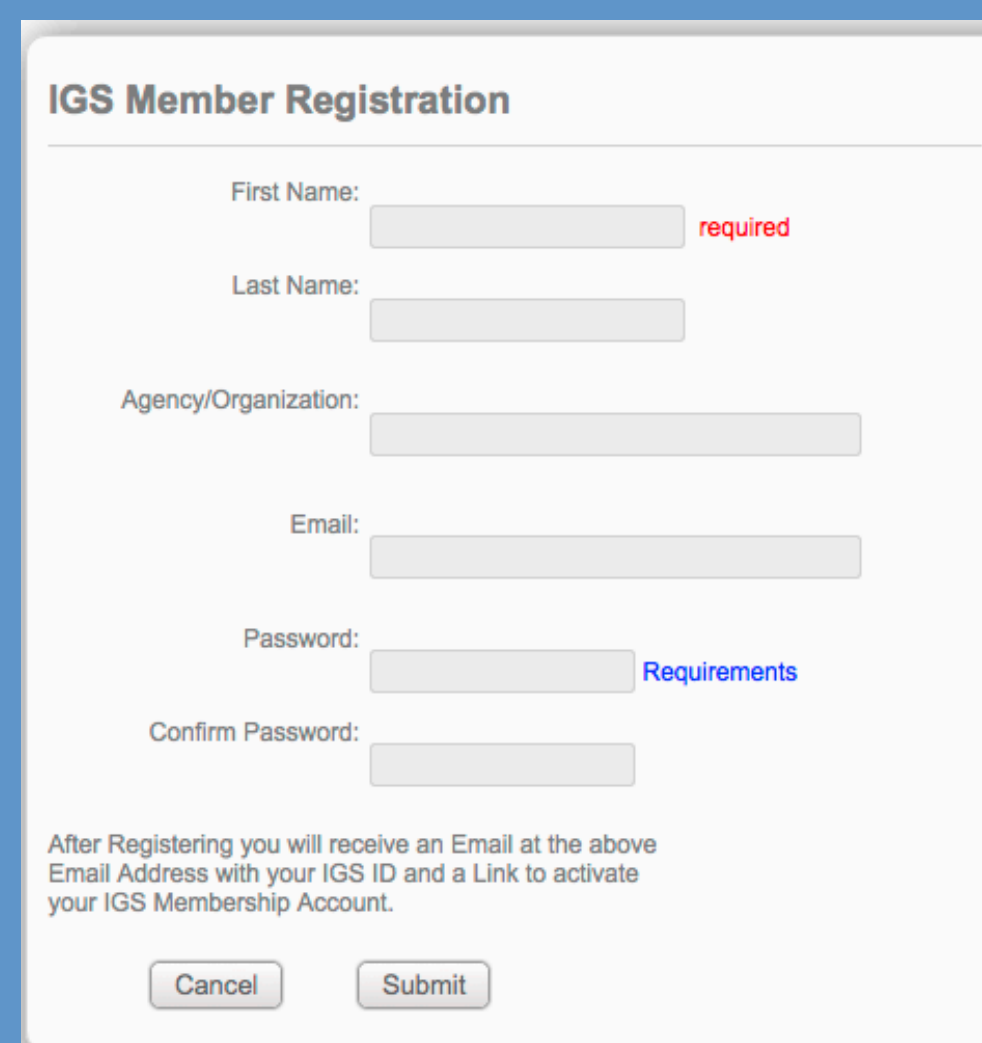 IGS Member Registration
First Name:
required
Last Name:
Agency/Organization:
Email:
Password:
Requirements
Confirm Password:
After Registering you will receive an Email at the above
Email Address with your IGS ID and a Link to activate
your IGS Membership Account.
Cancel Submit